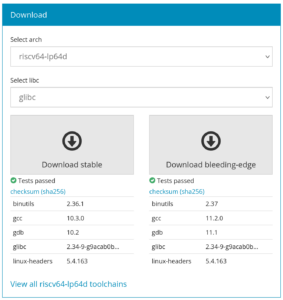 Download
Select arch
riscv64-lp64d
Select libc
glibc
Download stable
Tests passed
checksum (sha256)
binutils 2.36.1
gcc 10.3.0
gdb 10.2
glibc 2.34-9-g9acab0b...
linux-headers 5.4.163
Download bleeding-edge
Tests passed
checksum (sha256)
binutils 2.37
gcc 11.2.0
gdb 11.1
glibc 2.34-9-g9acab0b...
linux-headers 5.4.163
View all riscv64-lp64d toolchains